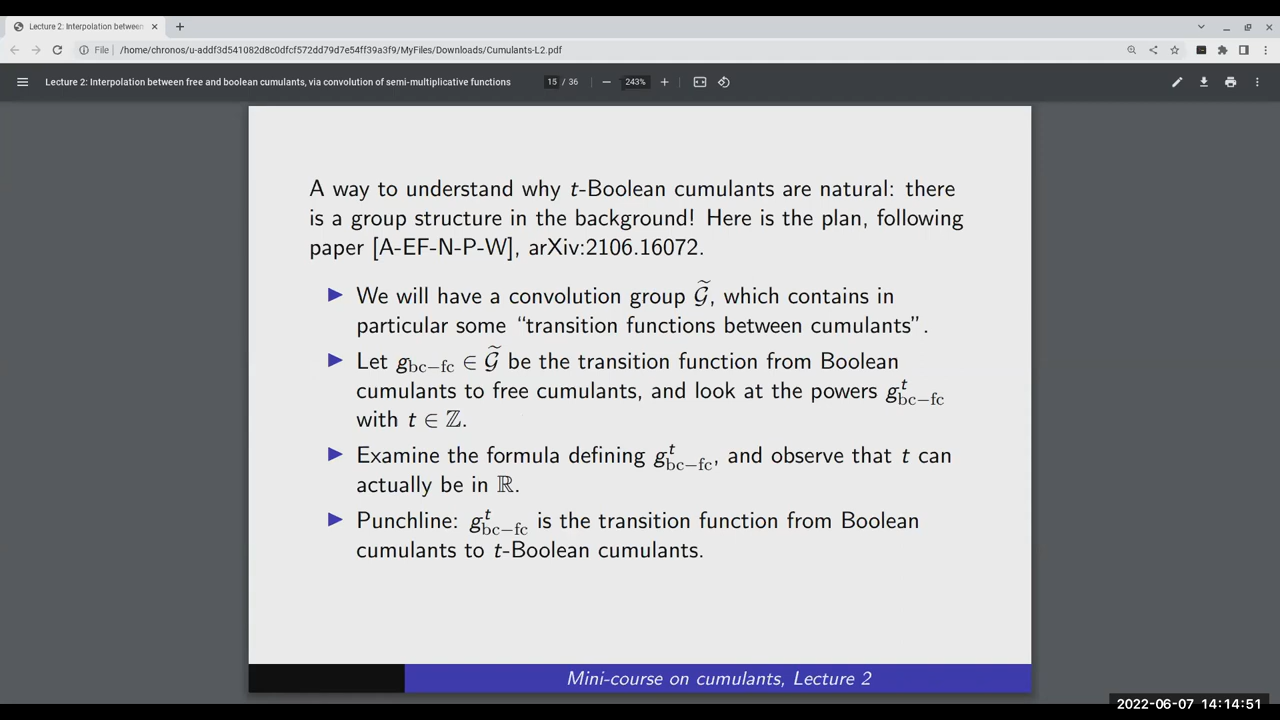 Lecture 2: Interpolation between
File
/home/chronos/u-addf3d541082d8c0dfcf572dd79d7e54ff39a3f9/MyFiles/Downloads/Cumulants-L2.pdf
Lecture 2: Interpolation between free and boolean cumulants, via convolution of semi-multiplicative functions
15 / 36
243%
A way to understand why t-Boolean cumulants are natural: there
is a group structure in the background! Here is the plan, following
paper [A-EF-N-P-W], arXiv:2106.16072.
▶ We will have a convolution group 𝒢̃, which contains in
particular some “transition functions between cumulants”.
▶ Let g_{bc−fc} ∈ 𝒢̃ be the transition function from Boolean
cumulants to free cumulants, and look at the powers g^t_{bc−fc}
with t ∈ ℤ.
▶ Examine the formula defining g^t_{bc−fc}, and observe that t can
actually be in ℝ.
▶ Punchline: g^t_{bc−fc} is the transition function from Boolean
cumulants to t-Boolean cumulants.
Mini-course on cumulants, Lecture 2
2022-06-07 14:14:51